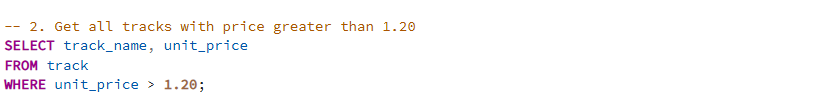 -- 2. Get all tracks with price greater than 1.20
SELECT track_name, unit_price
FROM track
WHERE unit_price > 1.20;